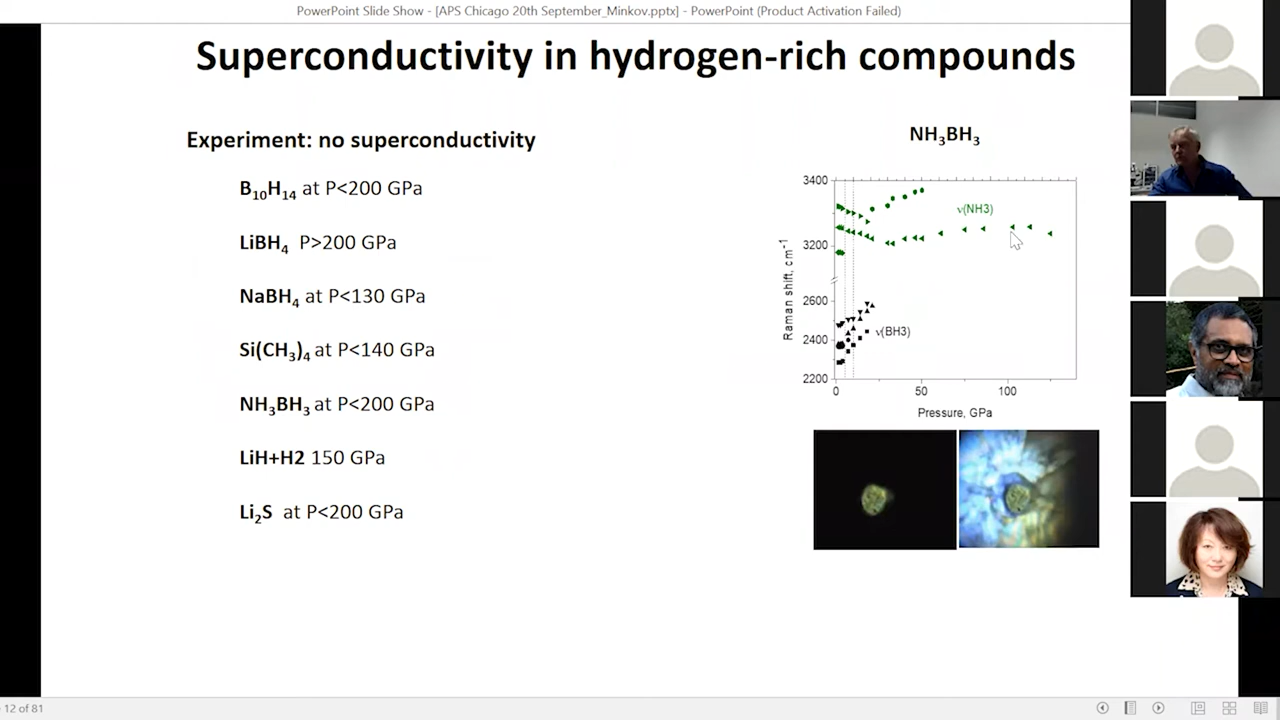 PowerPoint Slide Show - [APS Chicago 20th September_Minkov.pptx] - PowerPoint (Product Activation Failed)
Superconductivity in hydrogen-rich compounds
Experiment: no superconductivity
B₁₀H₁₄ at P<200 GPa
LiBH₄ P>200 GPa
NaBH₄ at P<130 GPa
Si(CH₃)₄ at P<140 GPa
NH₃BH₃ at P<200 GPa
LiH+H2 150 GPa
Li₂S at P<200 GPa
NH₃BH₃
3400
ν(NH3)
3200
Raman shift, cm⁻¹
2600
2400
ν(BH3)
2200
0 50 100
Pressure, GPa
12 of 81